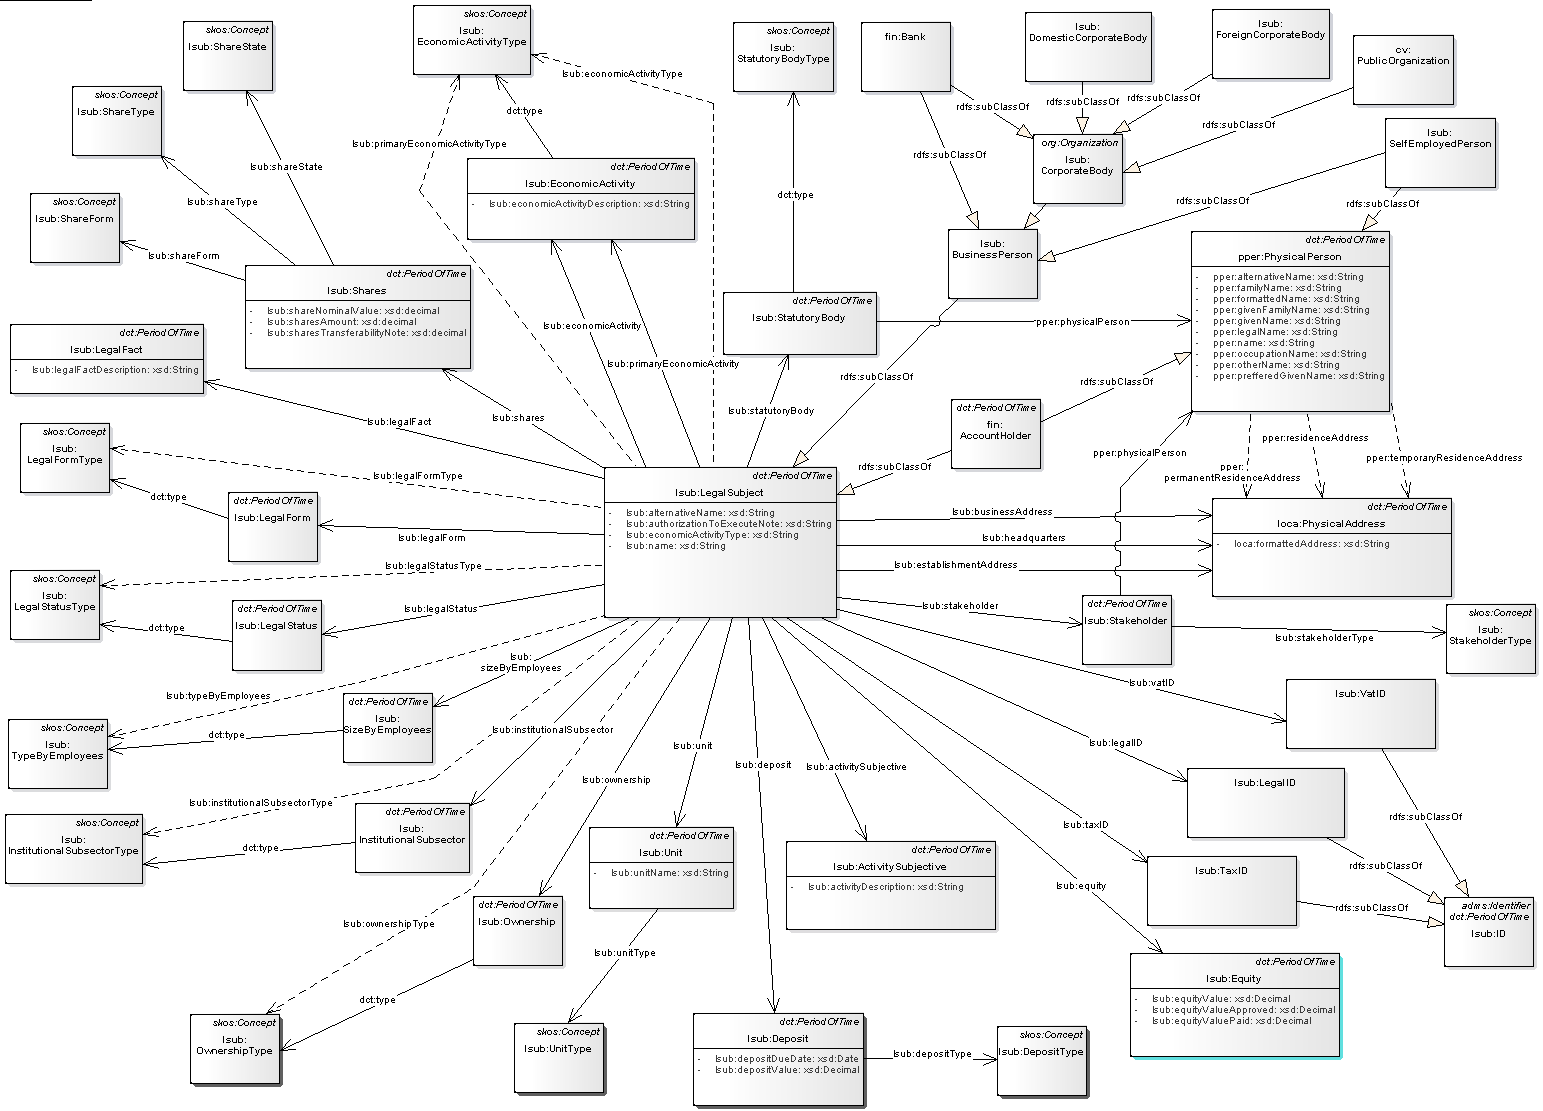 skos:Concept
lsub:ShareState
skos:Concept
lsub:
EconomicActivityType
skos:Concept
lsub:
StatutoryBodyType
fin:Bank
lsub:
DomesticCorporateBody
lsub:
ForeignCorporateBody
cv:
PublicOrganization
lsub:economicActivityType
skos:Concept
lsub:ShareType
dct:type
rdfs:subClassOf
rdfs:subClassOf
rdfs:subClassOf
rdfs:subClassOf
lsub:
SelfEmployedPerson
lsub:primaryEconomicActivityType
org:Organization
lsub:
CorporateBody
rdfs:subClassOf
lsub:shareState
dct:PeriodOfTime
lsub:EconomicActivity
- lsub:economicActivityDescription: xsd:String
dct:type
skos:Concept
lsub:ShareForm
lsub:shareType
rdfs:subClassOf
rdfs:subClassOf
lsub:
BusinessPerson
dct:PeriodOfTime
pper:PhysicalPerson
- pper:alternativeName: xsd:String
- pper:familyName: xsd:String
- pper:formattedName: xsd:String
- pper:givenFamilyName: xsd:String
- pper:givenName: xsd:String
- pper:legalName: xsd:String
- pper:name: xsd:String
- pper:occupationName: xsd:String
- pper:otherName: xsd:String
- pper:prefferedGivenName: xsd:String
lsub:shareForm
dct:PeriodOfTime
lsub:Shares
- lsub:shareNominalValue: xsd:decimal
- lsub:sharesAmount: xsd:decimal
- lsub:sharesTransferabilityNote: xsd:decimal
dct:PeriodOfTime
lsub:StatutoryBody
pper:physicalPerson
dct:PeriodOfTime
lsub:LegalFact
- lsub:legalFactDescription: xsd:String
lsub:economicActivity
lsub:primaryEconomicActivity
rdfs:subClassOf
rdfs:subClassOf
dct:PeriodOfTime
fin:
AccountHolder
lsub:legalFact
lsub:shares
lsub:statutoryBody
skos:Concept
lsub:
LegalFormType
pper:physicalPerson
pper:residenceAddress
pper:temporaryResidenceAddress
pper:
permanentResidenceAddress
lsub:legalFormType
rdfs:subClassOf
dct:type
dct:PeriodOfTime
lsub:LegalForm
lsub:legalForm
dct:PeriodOfTime
lsub:LegalSubject
- lsub:alternativeName: xsd:String
- lsub:authorizationToExecuteNote: xsd:String
- lsub:economicActivityType: xsd:String
- lsub:name: xsd:String
lsub:businessAddress
lsub:headquarters
lsub:establishmentAddress
dct:PeriodOfTime
loca:PhysicalAddress
- loca:formattedAddress: xsd:String
skos:Concept
lsub:
LegalStatusType
lsub:legalStatusType
dct:type
dct:PeriodOfTime
lsub:LegalStatus
lsub:legalStatus
lsub:stakeholder
dct:PeriodOfTime
lsub:Stakeholder
lsub:stakeholderType
skos:Concept
lsub:
StakeholderType
lsub:
sizeByEmployees
lsub:typeByEmployees
lsub:vatID
lsub:VatID
skos:Concept
lsub:
TypeByEmployees
dct:type
dct:PeriodOfTime
lsub:
SizeByEmployees
lsub:institutionalSubsector
lsub:unit
lsub:legalID
lsub:deposit
lsub:activitySubjective
lsub:ownership
lsub:LegalID
lsub:institutionalSubsectorType
skos:Concept
lsub:
InstitutionalSubsectorType
dct:type
dct:PeriodOfTime
lsub:
InstitutionalSubsector
rdfs:subClassOf
lsub:taxID
dct:PeriodOfTime
lsub:Unit
- lsub:unitName: xsd:String
dct:PeriodOfTime
lsub:ActivitySubjective
- lsub:activityDescription: xsd:String
rdfs:subClassOf
lsub:TaxID
lsub:equity
rdfs:subClassOf
adms:Identifier
dct:PeriodOfTime
lsub:ID
dct:PeriodOfTime
lsub:Ownership
lsub:ownershipType
lsub:unitType
dct:PeriodOfTime
lsub:Equity
- lsub:equityValue: xsd:Decimal
- lsub:equityValueApproved: xsd:Decimal
- lsub:equityValuePaid: xsd:Decimal
dct:type
skos:Concept
lsub:
OwnershipType
skos:Concept
lsub:UnitType
dct:PeriodOfTime
lsub:Deposit
- lsub:depositDueDate: xsd:Date
- lsub:depositValue: xsd:Decimal
lsub:depositType
skos:Concept
lsub:DepositType